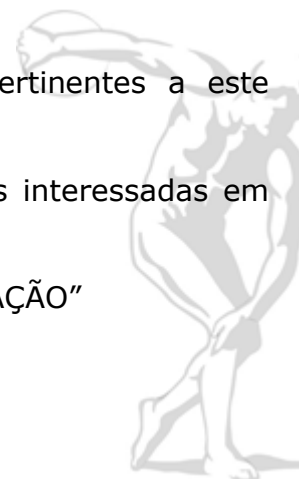 ertinentes a este
s interessadas em
AÇÃO”